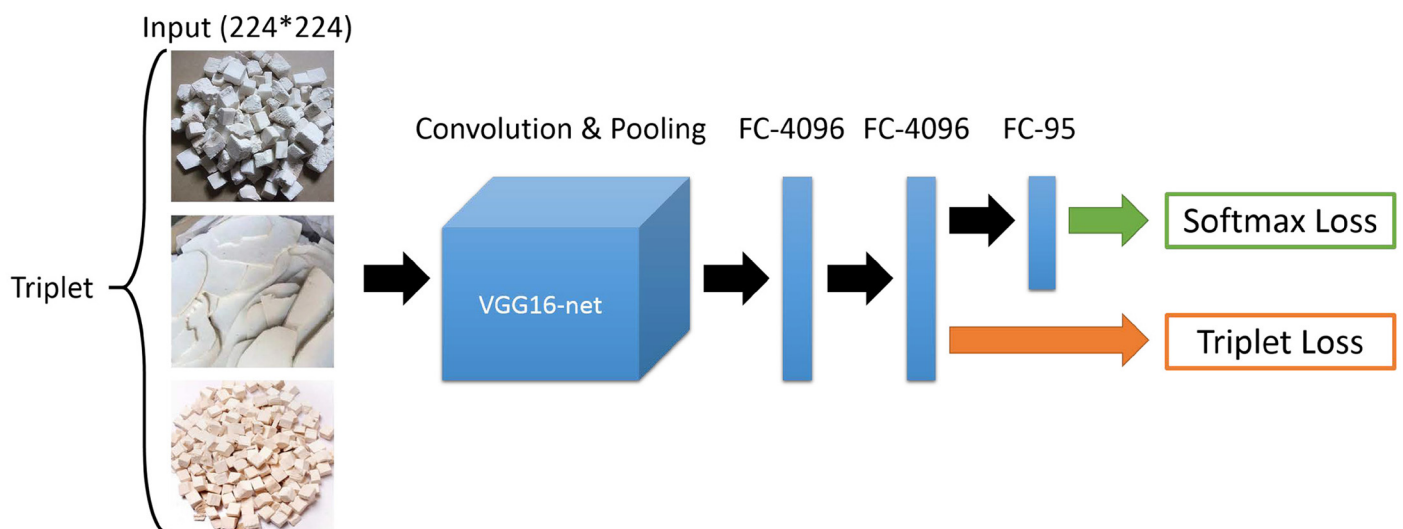 Input (224*224)
Triplet
Convolution & Pooling
VGG16-net
FC-4096
FC-4096
FC-95
Softmax Loss
Triplet Loss